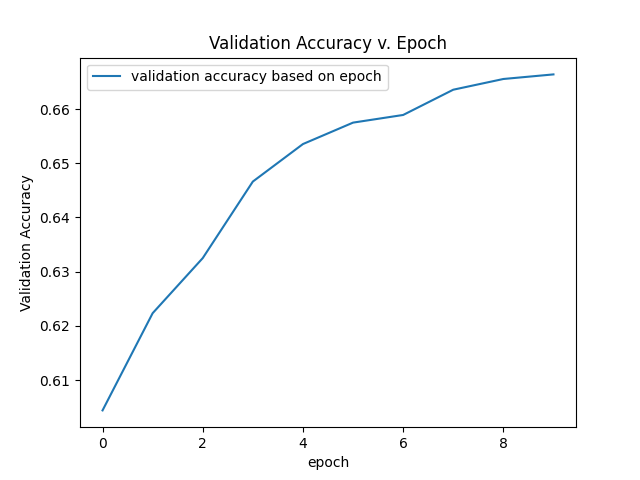 Validation Accuracy v. Epoch
validation accuracy based on epoch
0.66
0.65
0.64
0.63
0.62
0.61
Validation Accuracy
0 2 4 6 8
epoch